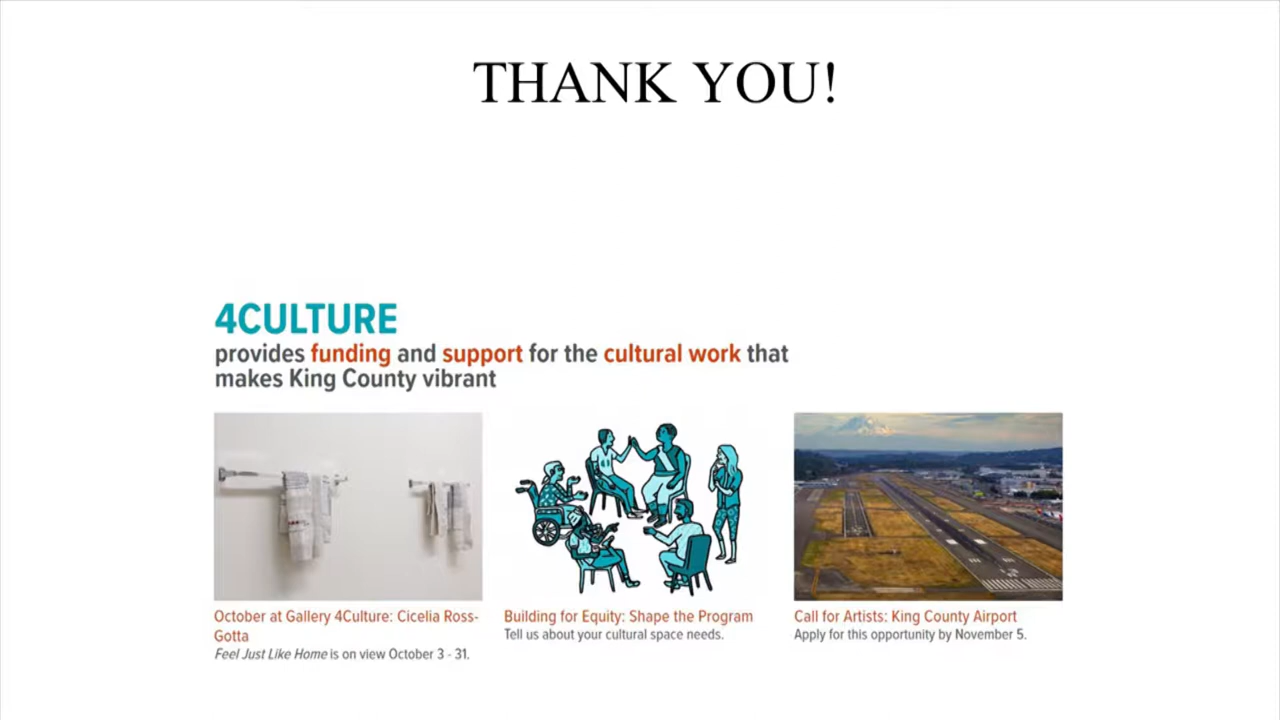 THANK YOU!
4CULTURE
provides funding and support for the cultural work that
makes King County vibrant
October at Gallery 4Culture: Cicelia Ross-
Gotta
Feel Just Like Home is on view October 3 - 31.
Building for Equity: Shape the Program
Tell us about your cultural space needs.
Call for Artists: King County Airport
Apply for this opportunity by November 5.